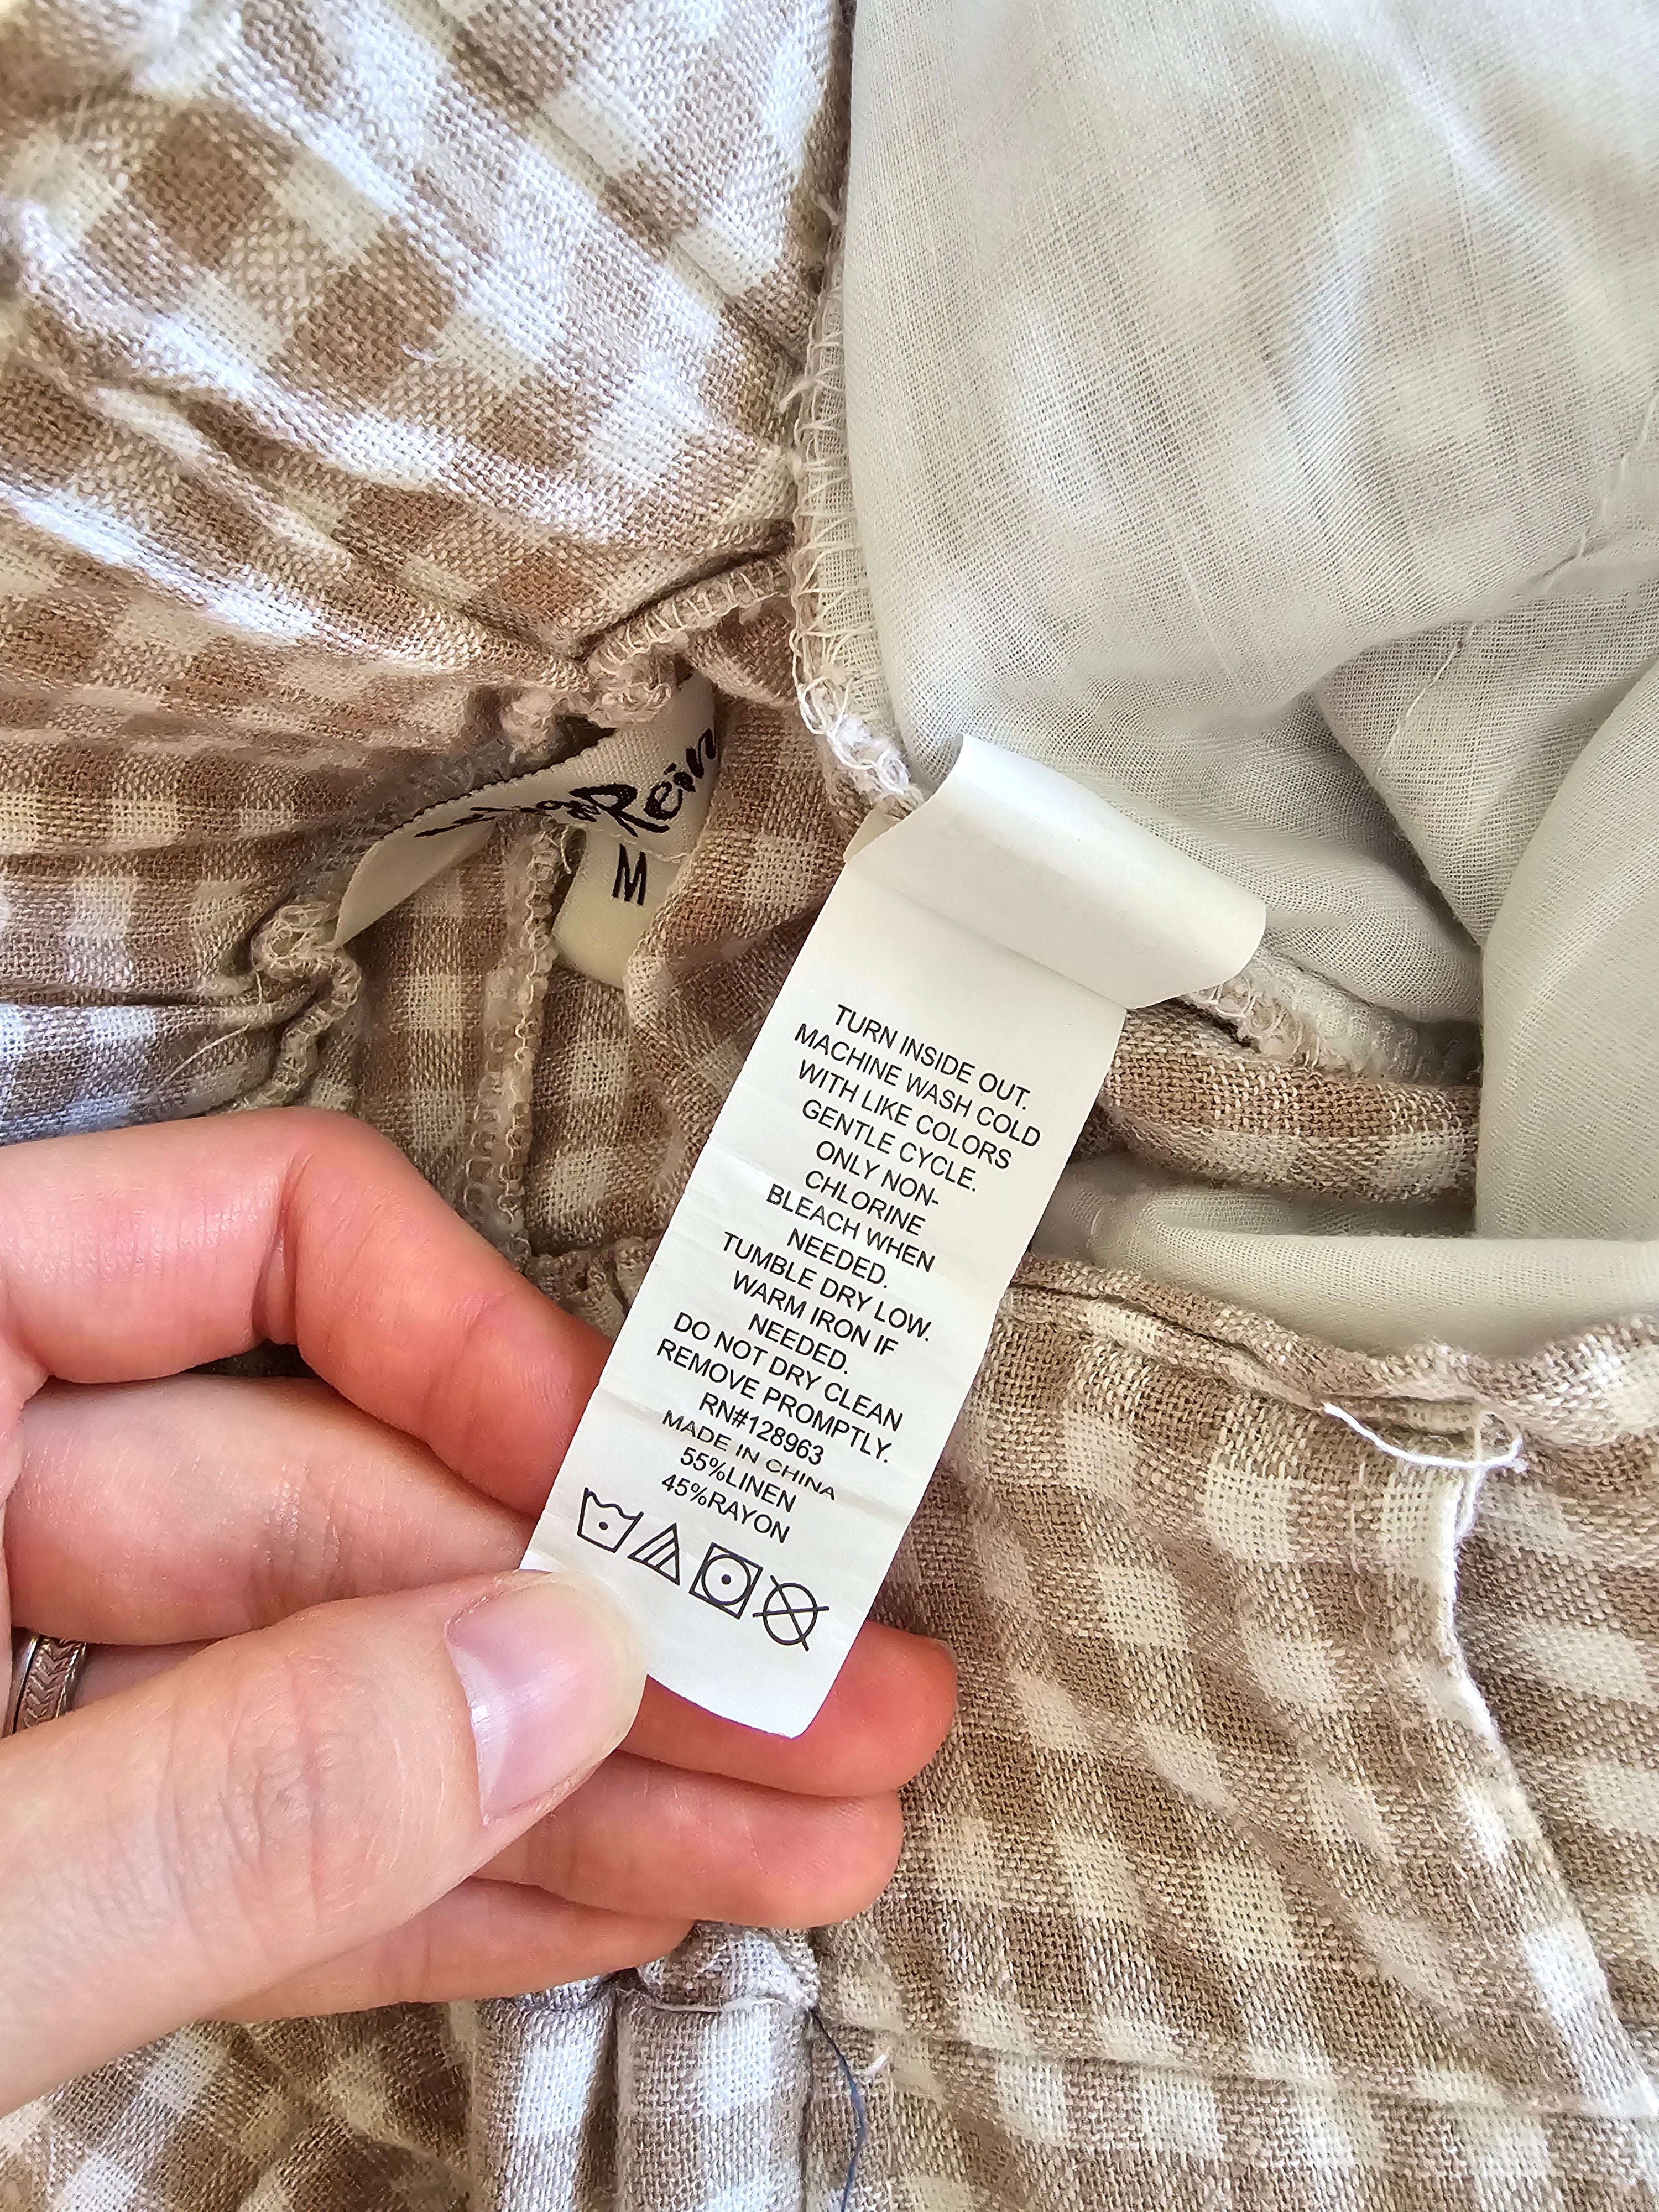 Rein
M
TURN INSIDE OUT.
MACHINE WASH COLD
WITH LIKE COLORS
GENTLE CYCLE.
ONLY NON-
CHLORINE
BLEACH WHEN
NEEDED.
TUMBLE DRY LOW.
WARM IRON IF
NEEDED.
DO NOT DRY CLEAN
REMOVE PROMPTLY.
RN#128963
MADE IN CHINA
55%LINEN
45%RAYON